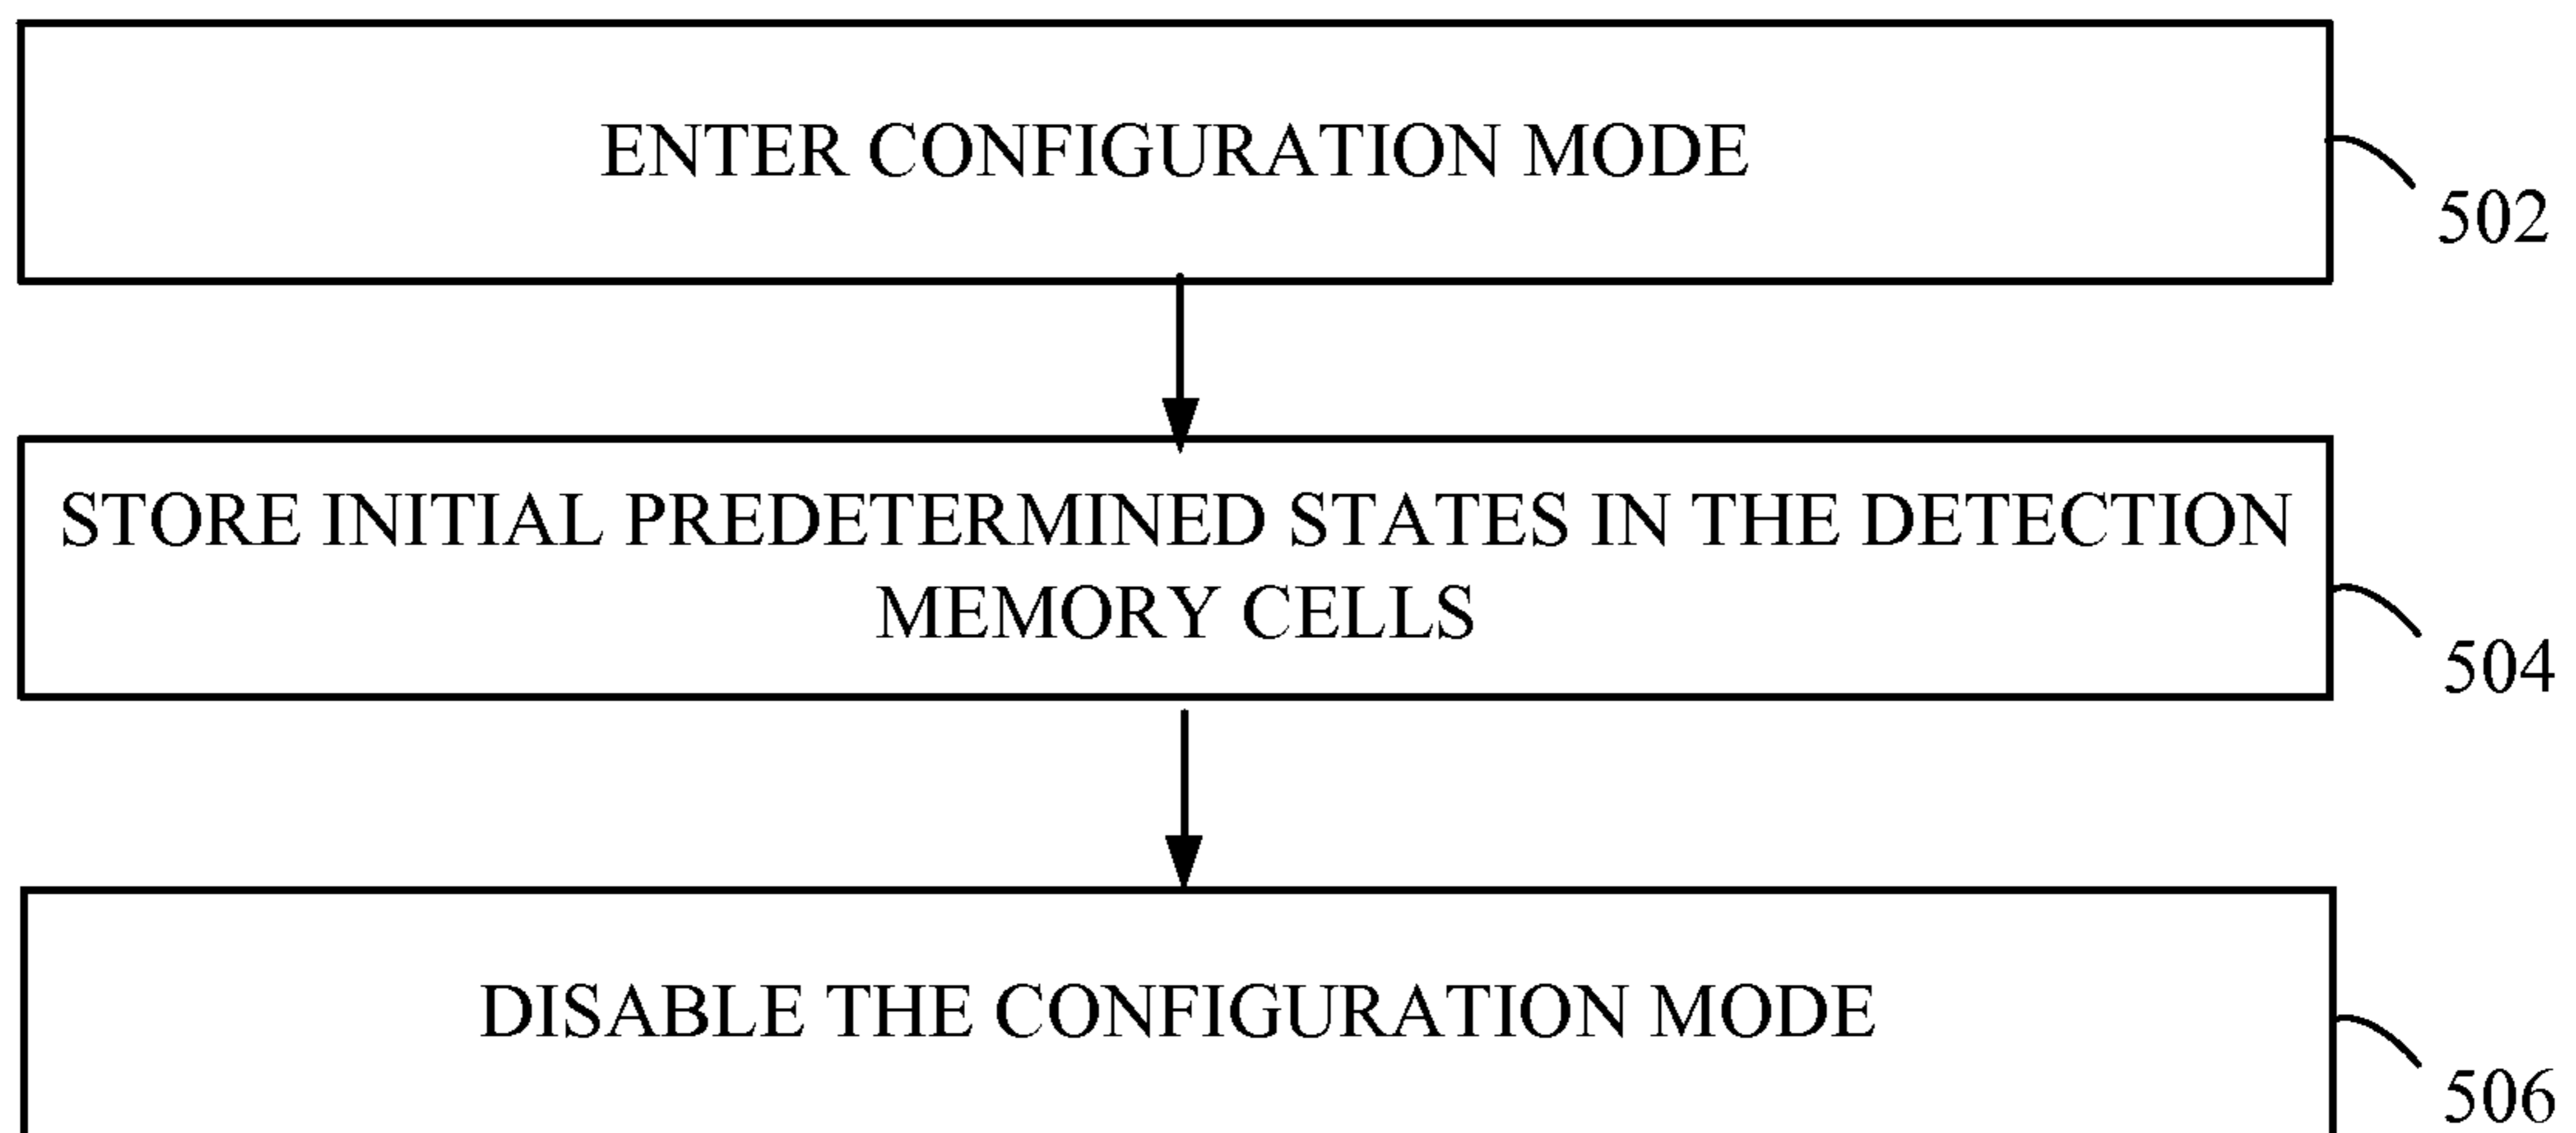 ENTER CONFIGURATION MODE
502
STORE INITIAL PREDETERMINED STATES IN THE DETECTION
MEMORY CELLS
504
DISABLE THE CONFIGURATION MODE
506